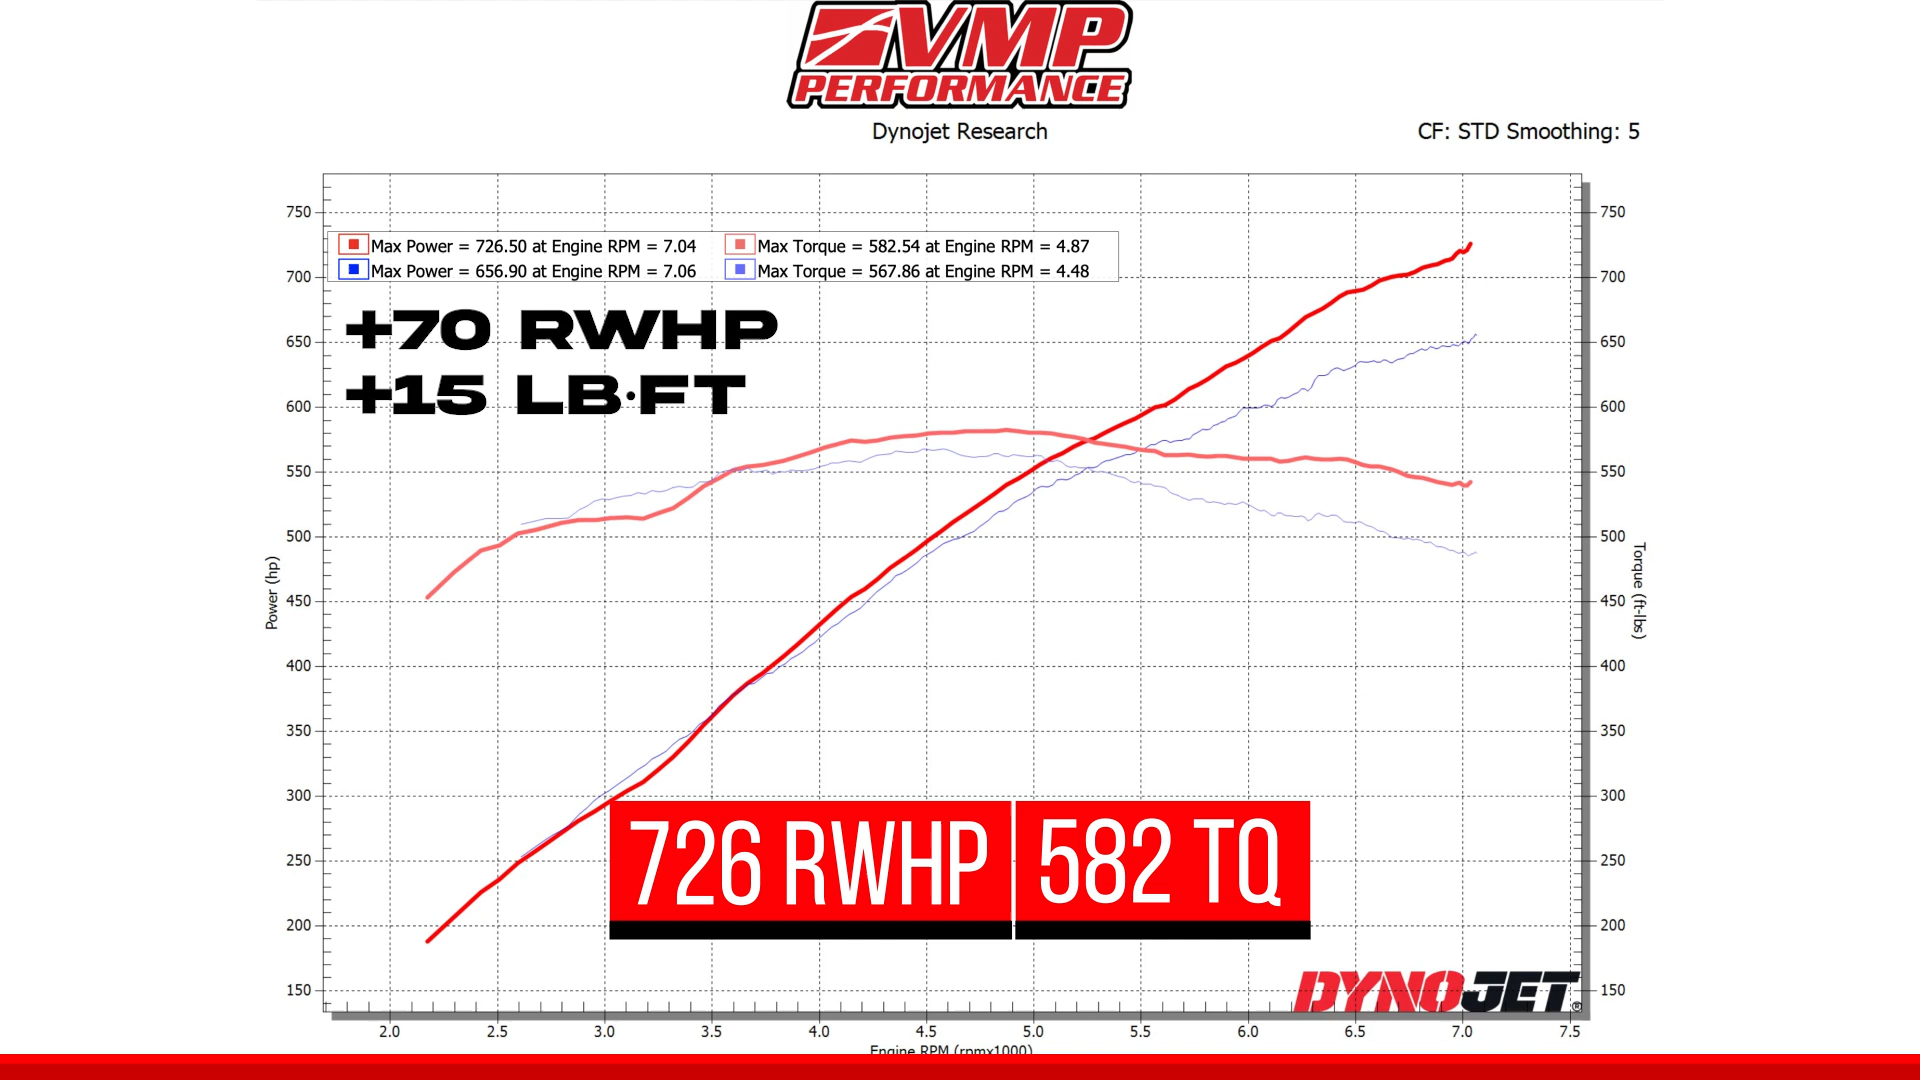 VMP
PERFORMANCE
Dynojet Research
CF: STD Smoothing: 5
Max Power = 726.50 at Engine RPM = 7.04
Max Torque = 582.54 at Engine RPM = 4.87
Max Power = 656.90 at Engine RPM = 7.06
Max Torque = 567.86 at Engine RPM = 4.48
+70 RWHP
+15 LB·FT
750
700
650
600
550
500
450
400
350
300
250
200
150
Power (hp)
750
700
650
600
550
500
450
400
350
300
250
200
150
Torque (ft-lbs)
726 RWHP
582 TQ
DYNOJET®
2.0 2.5 3.0 3.5 4.0 4.5 5.0 5.5 6.0 6.5 7.0 7.5
Engine RPM (rpmx1000)